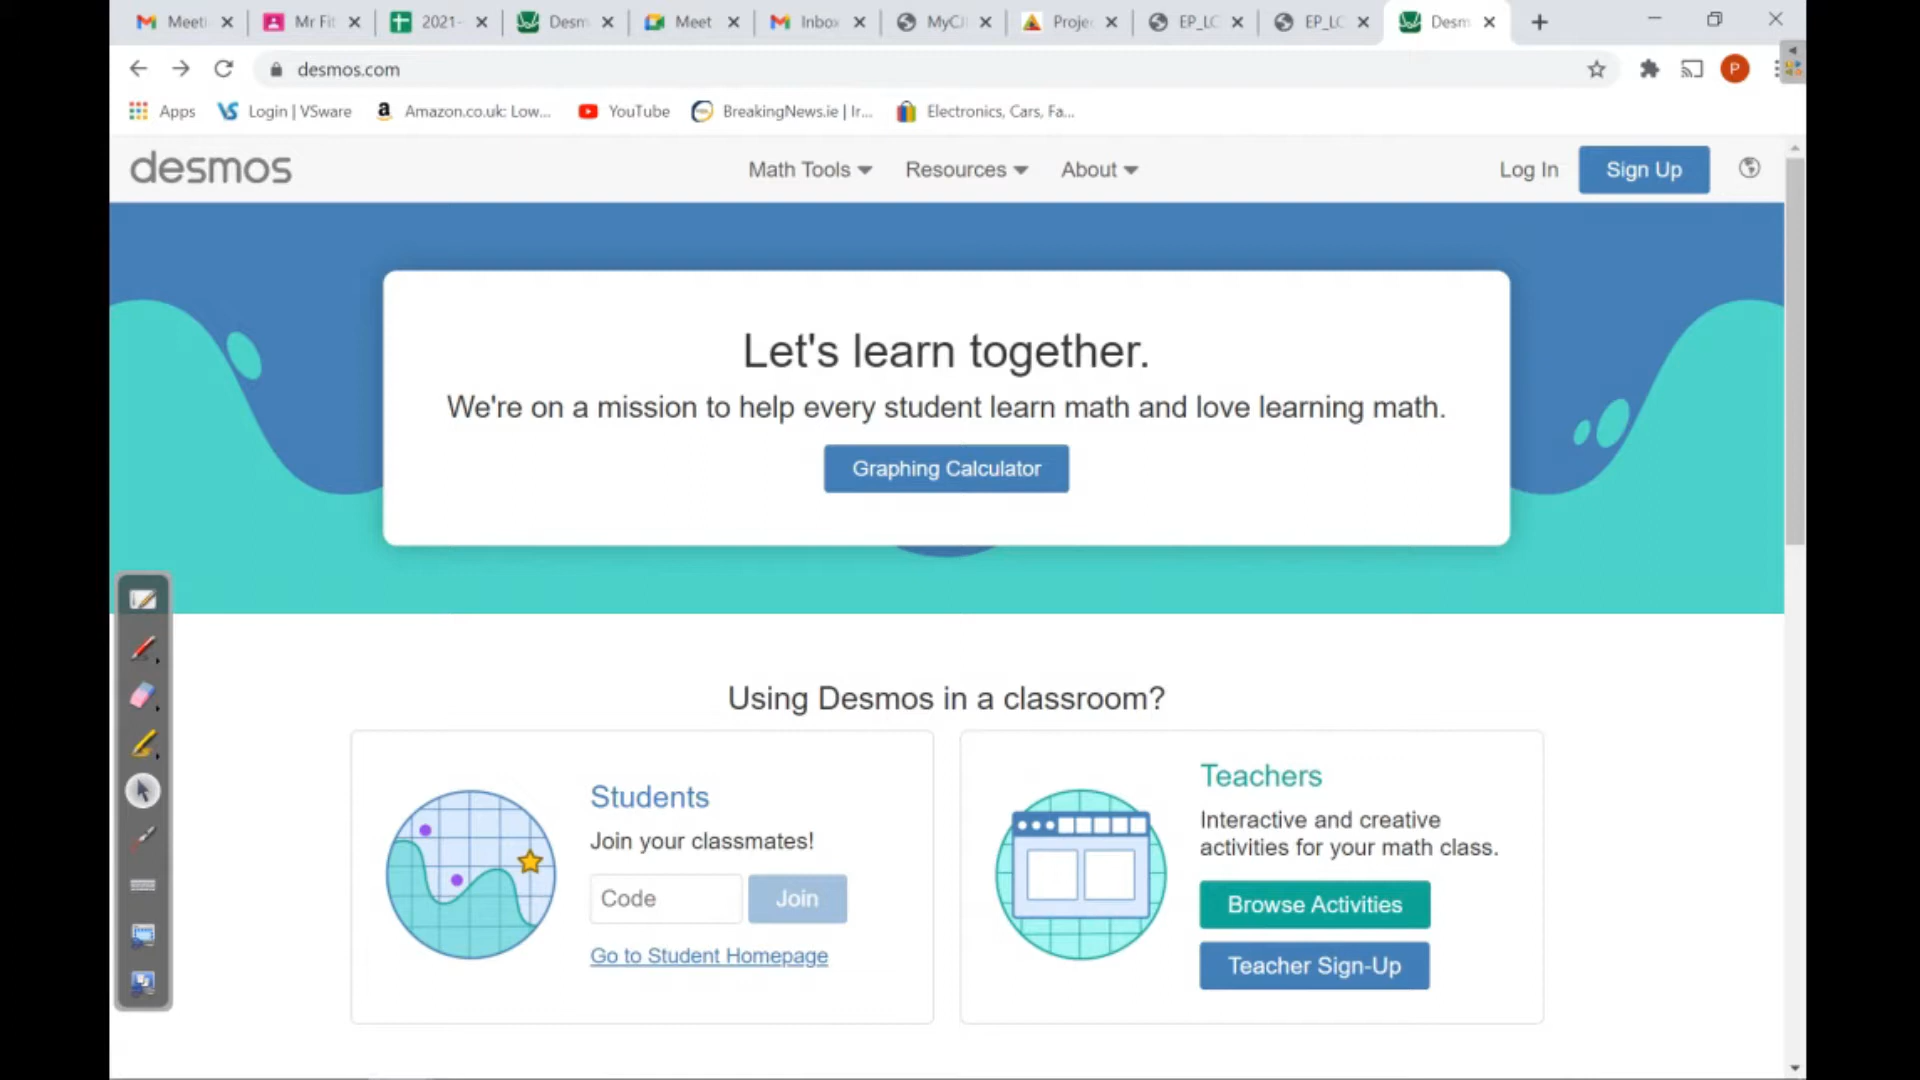 Meeti
Mr Fit
2021-
Desm
Meet
Inbox
MyCJ
Projec
EP_LC
EP_LC
Desm
desmos.com
P
Apps
Login | VSware
Amazon.co.uk: Low...
YouTube
BreakingNews.ie | Ir...
Electronics, Cars, Fa...
desmos
Math Tools
Resources
About
Log In
Sign Up
Let's learn together.
We're on a mission to help every student learn math and love learning math.
Graphing Calculator
Using Desmos in a classroom?
Students
Join your classmates!
Code
Join
Go to Student Homepage
Teachers
Interactive and creative
activities for your math class.
Browse Activities
Teacher Sign-Up